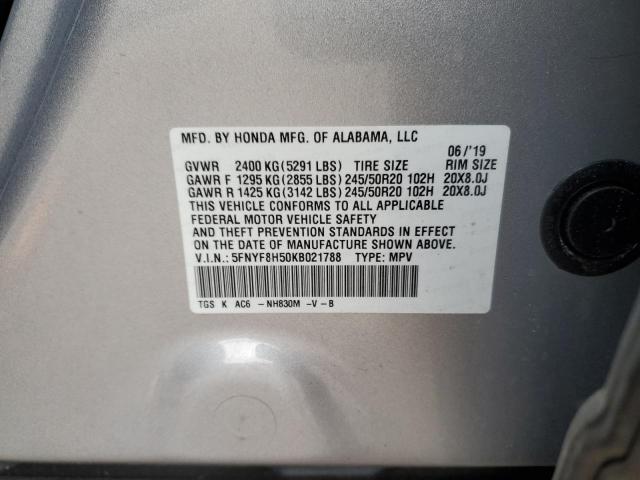 MFD. BY HONDA MFG. OF ALABAMA, LLC
06/'19
GVWR 2400 KG(5291 LBS) TIRE SIZE RIM SIZE
GAWR F 1295 KG (2855 LBS) 245/50R20 102H 20X8.0J
GAWR R 1425 KG(3142 LBS) 245/50R20 102H 20X8.0J
THIS VEHICLE CONFORMS TO ALL APPLICABLE
FEDERAL MOTOR VEHICLE SAFETY
AND THEFT PREVENTION STANDARDS IN EFFECT
ON THE DATE OF MANUFACTURE SHOWN ABOVE.
V.I.N.: 5FNYF8H50KB021788 TYPE: MPV
TGS K AC6 -NH830M -V-B